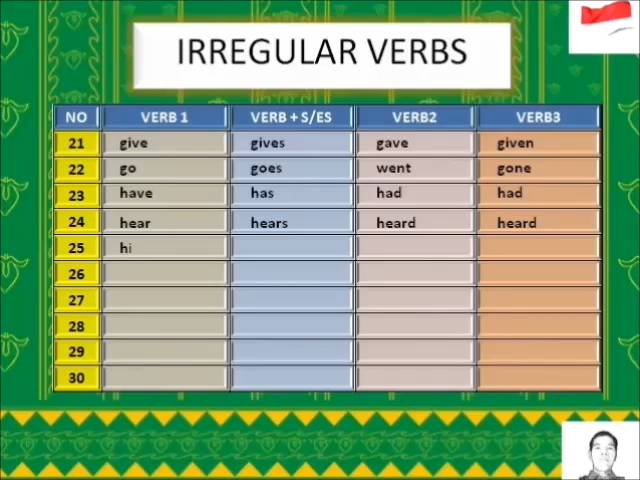 IRREGULAR VERBS
NO VERB 1 VERB + S/ES VERB2 VERB3
21 give gives gave given
22 go goes went gone
23 have has had had
24 hear hears heard heard
25 hi
26
27
28
29
30